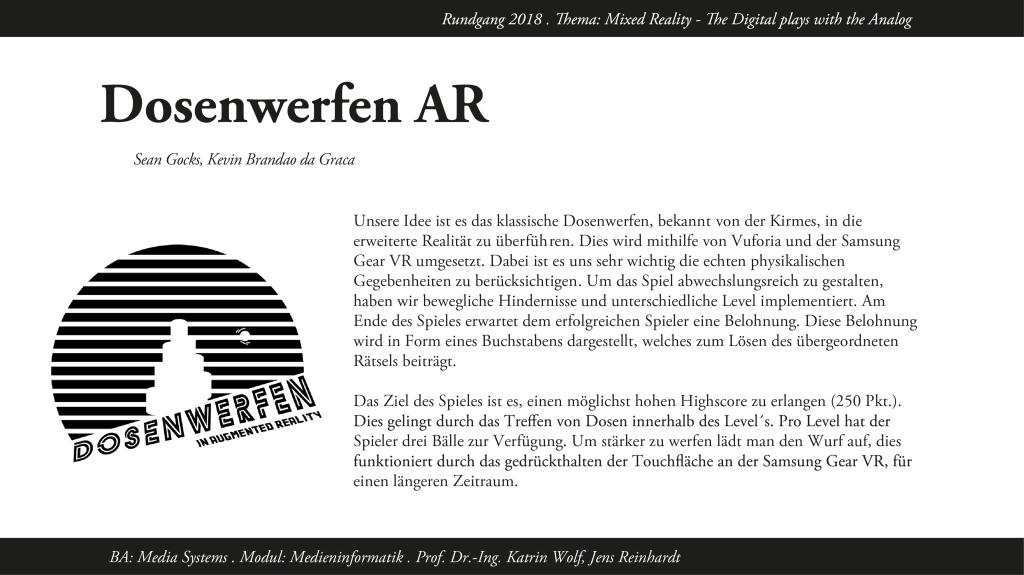 Rundgang 2018 . Thema: Mixed Reality - The Digital plays with the Analog
Dosenwerfen AR
Sean Gocks, Kevin Brandao da Graca
Unsere Idee ist es das klassische Dosenwerfen, bekannt von der Kirmes, in die
erweiterte Realität zu überführen. Dies wird mithilfe von Vuforia und der Samsung
Gear VR umgesetzt. Dabei ist es uns sehr wichtig die echten physikalischen
Gegebenheiten zu berücksichtigen. Um das Spiel abwechslungsreich zu gestalten,
haben wir bewegliche Hindernisse und unterschiedliche Level implementiert. Am
Ende des Spieles erwartet dem erfolgreichen Spieler eine Belohnung. Diese Belohnung
wird in Form eines Buchstabens dargestellt, welches zum Lösen des übergeordneten
Rätsels beiträgt.
Das Ziel des Spieles ist es, einen möglichst hohen Highscore zu erlangen (250 Pkt.).
Dies gelingt durch das Treffen von Dosen innerhalb des Level´s. Pro Level hat der
Spieler drei Bälle zur Verfügung. Um stärker zu werfen lädt man den Wurf auf, dies
funktioniert durch das gedrückthalten der Touchfläche an der Samsung Gear VR, für
einen längeren Zeitraum.
DOSENWERFEN
IN AUGMENTED REALITY
BA: Media Systems . Modul: Medieninformatik . Prof. Dr.-Ing. Katrin Wolf, Jens Reinhardt